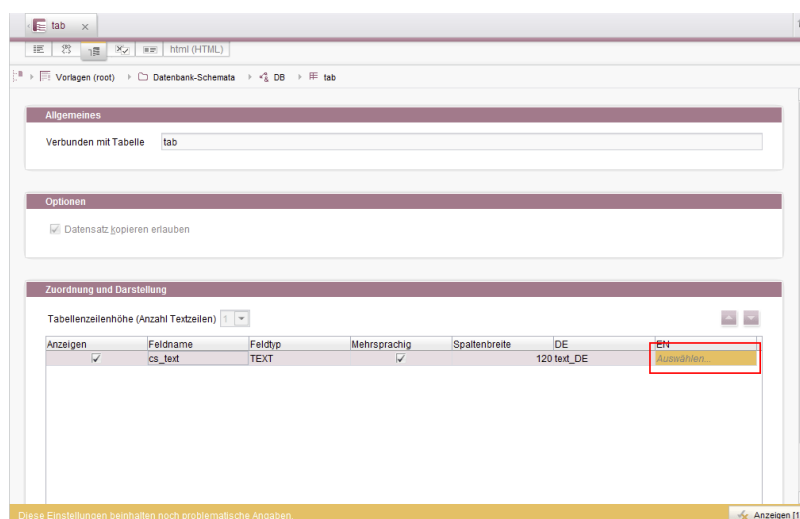 tab
html (HTML)
Vorlagen (root) Datenbank-Schemata DB tab
Allgemeines
Verbunden mit Tabelle tab
Optionen
Datensatz kopieren erlauben
Zuordnung und Darstellung
Tabellenzeilenhöhe (Anzahl Textzeilen) 1
Anzeigen Feldname Feldtyp Mehrsprachig Spaltenbreite DE EN
cs_text TEXT 120 text_DE Auswählen...
Diese Einstellungen beinhalten noch problematische Angaben. Anzeigen [1